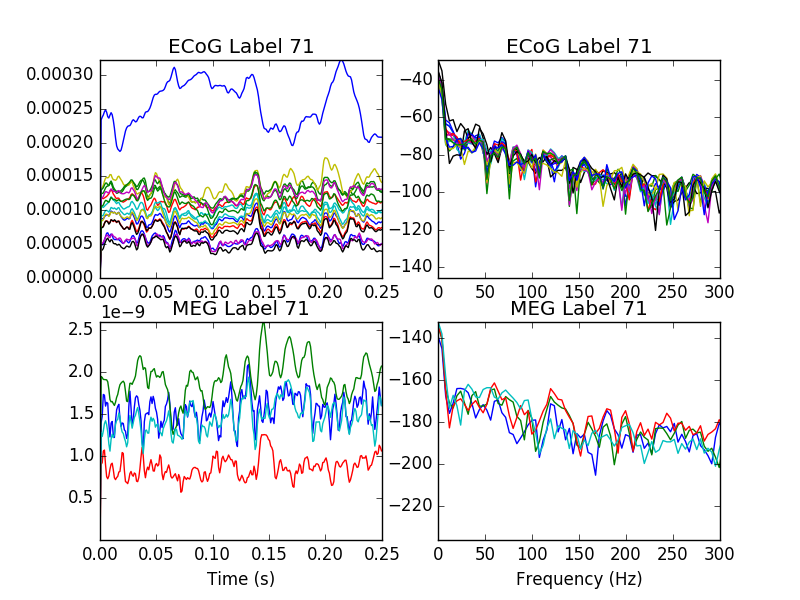 ECoG Label 71
0.00030
0.00025
0.00020
0.00015
0.00010
0.00005
0.00000
0.00 0.05 0.10 0.15 0.20 0.25
ECoG Label 71
−40
−60
−80
−100
−120
−140
0 50 100 150 200 250 300
MEG Label 71
1e−9
2.5
2.0
1.5
1.0
0.5
0.00 0.05 0.10 0.15 0.20 0.25
Time (s)
MEG Label 71
−140
−160
−180
−200
−220
0 50 100 150 200 250 300
Frequency (Hz)